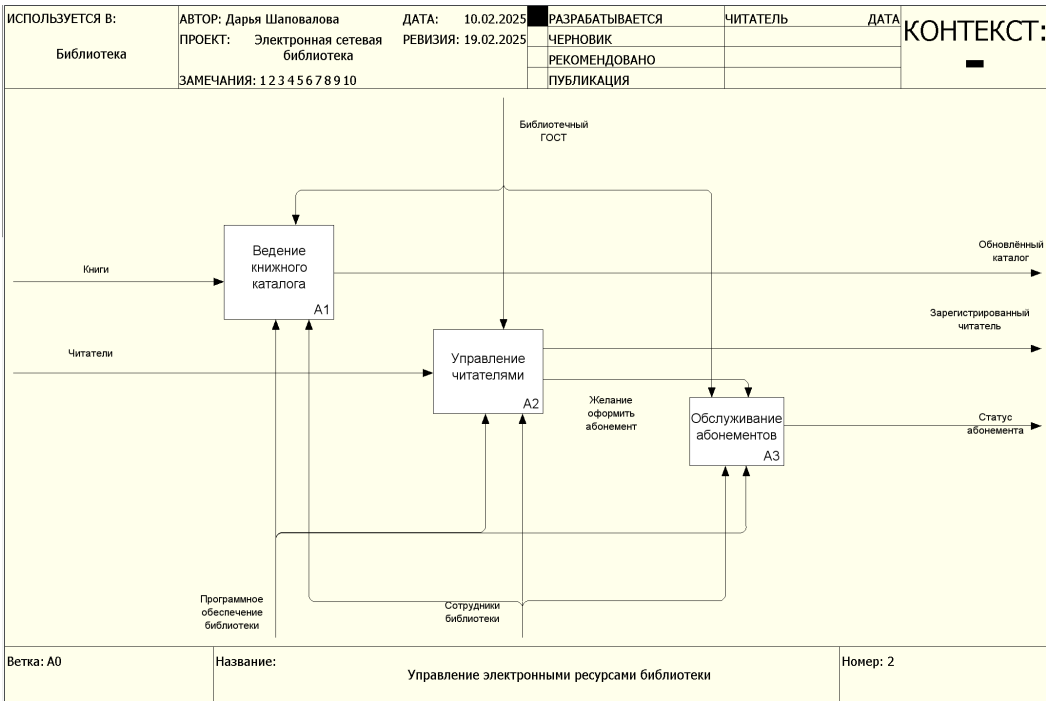 ИСПОЛЬЗУЕТСЯ В:
Библиотека
АВТОР: Дарья Шаповалова
ДАТА: 10.02.2025
ПРОЕКТ: Электронная сетевая
библиотека
РЕВИЗИЯ: 19.02.2025
ЗАМЕЧАНИЯ: 1 2 3 4 5 6 7 8 9 10
РАЗРАБАТЫВАЕТСЯ
ЧЕРНОВИК
РЕКОМЕНДОВАНО
ПУБЛИКАЦИЯ
ЧИТАТЕЛЬ ДАТА
КОНТЕКСТ:
Библиотечный
ГОСТ
Ведение
книжного
каталога
A1
Книги
Обновлённый
каталог
Зарегистрированный
читатель
Читатели
Управление
читателями
A2
Желание
оформить
абонемент
Обслуживание
абонементов
A3
Статус
абонемента
Программное
обеспечение
библиотеки
Сотрудники
библиотеки
Ветка: A0
Название:
Управление электронными ресурсами библиотеки
Номер: 2